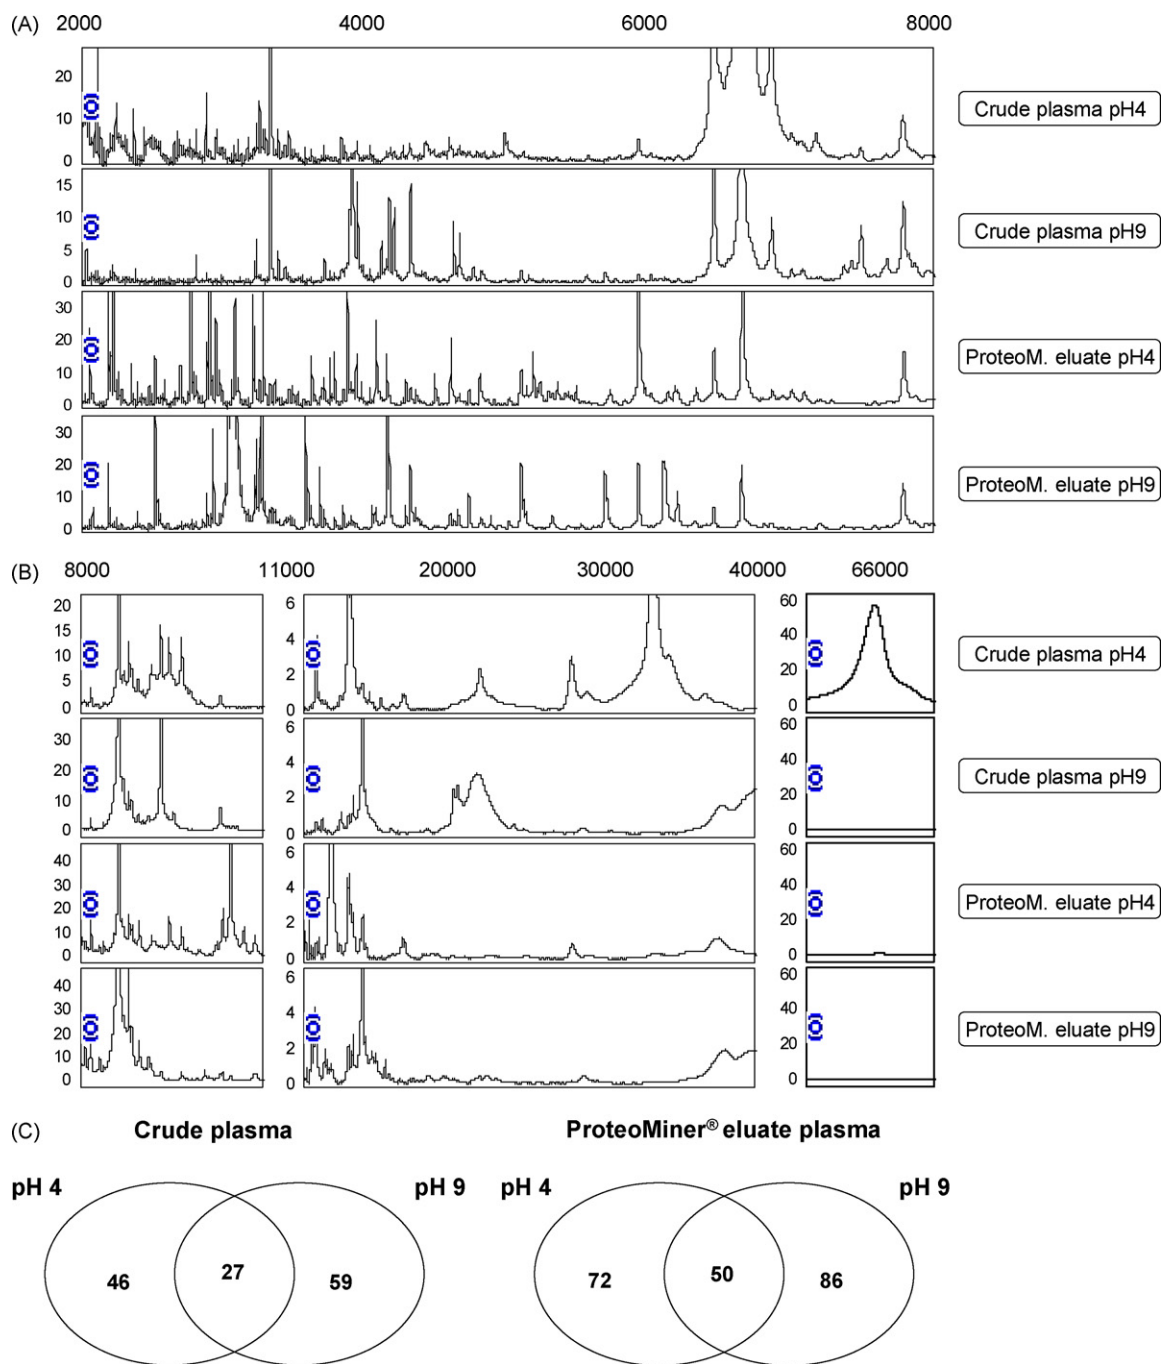 (A) 2000 4000 6000 8000
20
10
0
Crude plasma pH4
15
10
5
0
Crude plasma pH9
30
20
10
0
ProteoM. eluate pH4
30
20
10
0
ProteoM. eluate pH9
(B) 8000 11000 20000 30000 40000 66000
20 6 60
15
10 4 40
5 2 20
0 0 0
Crude plasma pH4
30 6 60
20 4 40
10 2 20
0 0 0
Crude plasma pH9
40 6 60
30 4 40
20
10 2 20
0 0 0
ProteoM. eluate pH4
40 6 60
30 4 40
20
10 2 20
0 0 0
ProteoM. eluate pH9
(C) Crude plasma ProteoMiner® eluate plasma
pH 4 pH 9 pH 4 pH 9
46 27 59 72 50 86